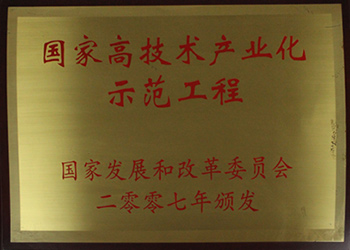 国家高技术产业化
示范工程
国家发展和改革委员会
二零零七年颁发